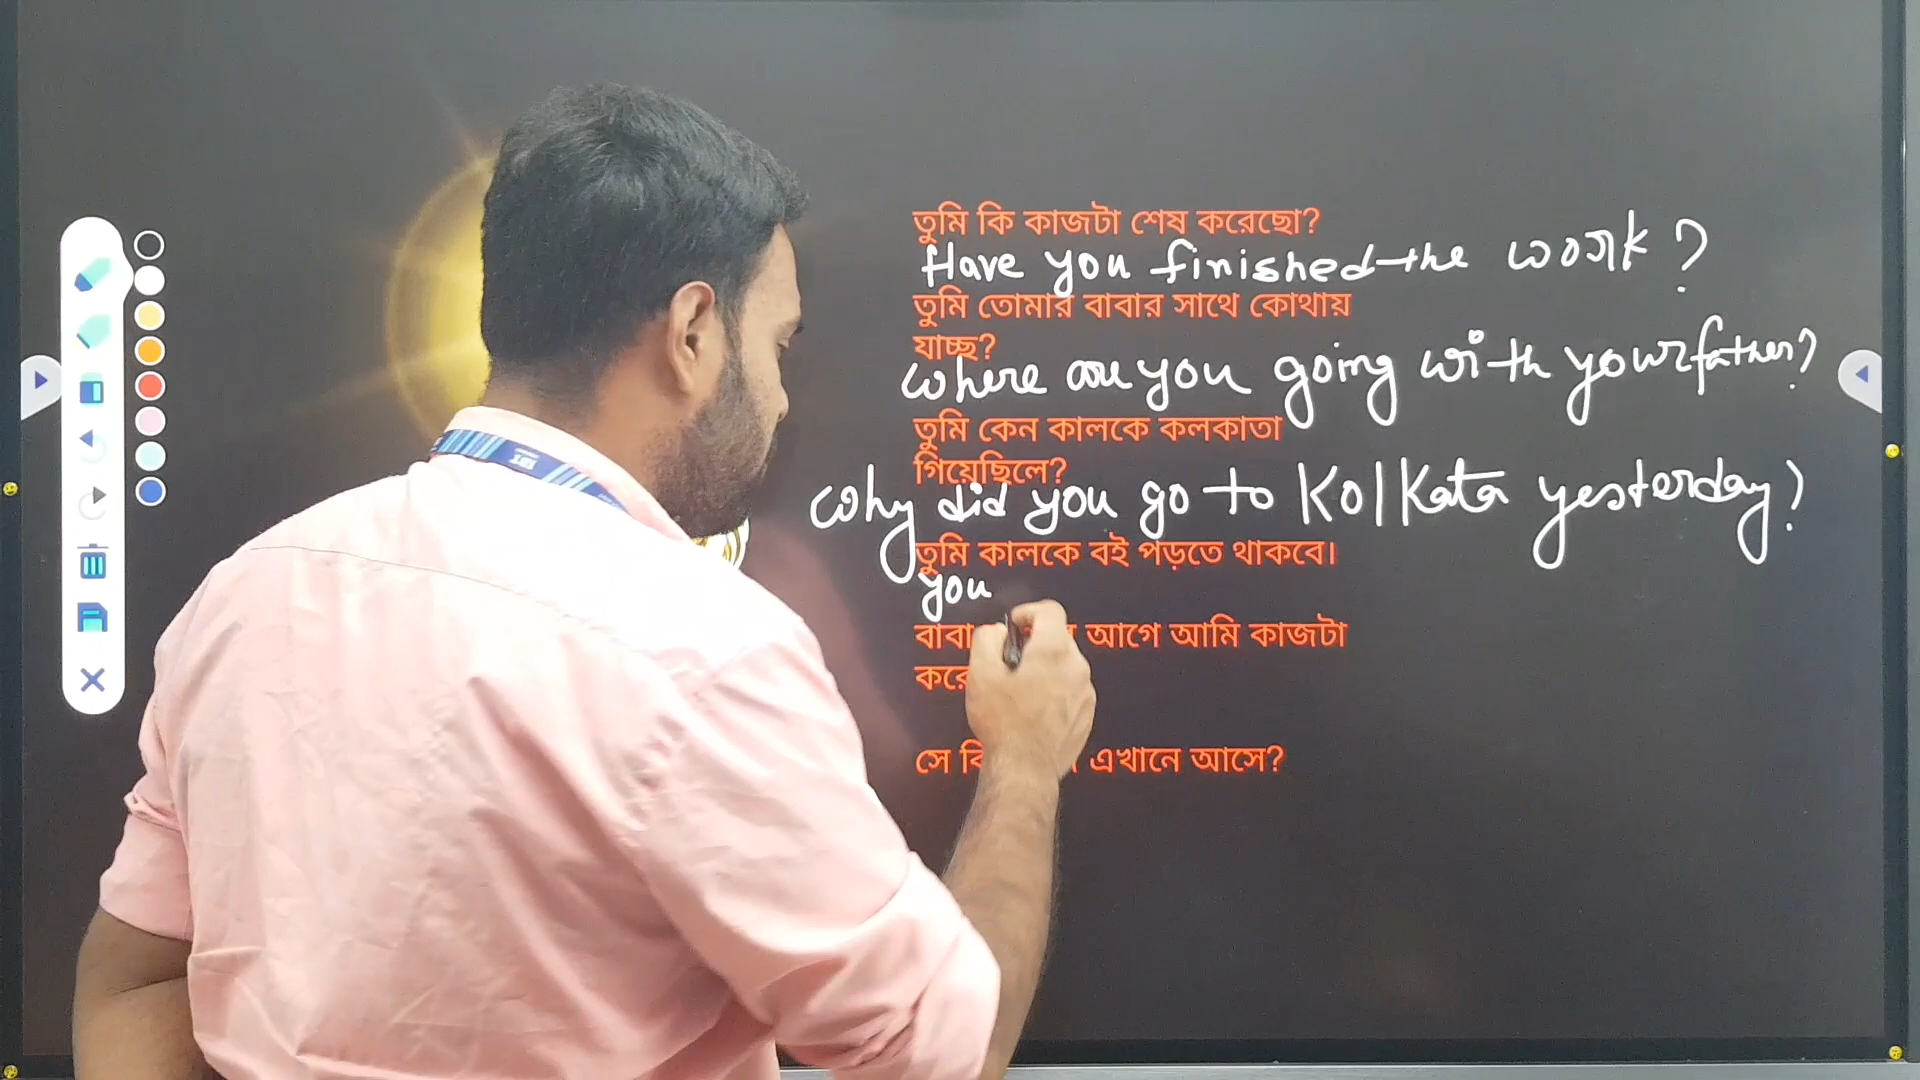 তুমি কি কাজটা শেষ করেছো?
Have you finished the work?
তুমি তোমার বাবার সাথে কোথায়
যাচ্ছ?
Where are you going with your father?
তুমি কেন কালকে কলকাতা
গিয়েছিলে?
Why did you go to Kolkata yesterday?
তুমি কালকে বই পড়তে থাকবে।
you
আগে আমি কাজটা
সে এখানে আসে?